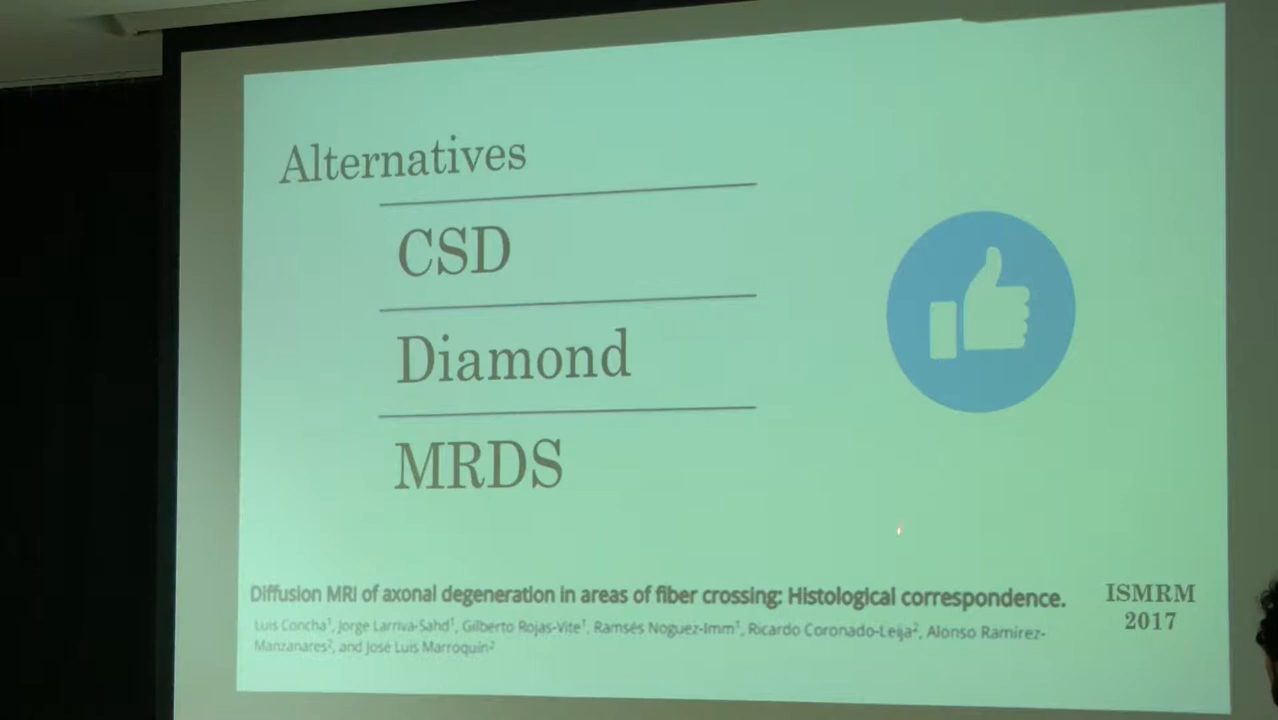 Alternatives
CSD
Diamond
MRDS
Diffusion MRI of axonal degeneration in areas of fiber crossing: Histological correspondence.
Luis Concha¹, Jorge Larriva-Sahd¹, Gilberto Rojas-Vite¹, Ramsés Noguez-Imm¹, Ricardo Coronado-Leija², Alonso Ramírez-
Manzanares², and José Luis Marroquin²
ISMRM
2017